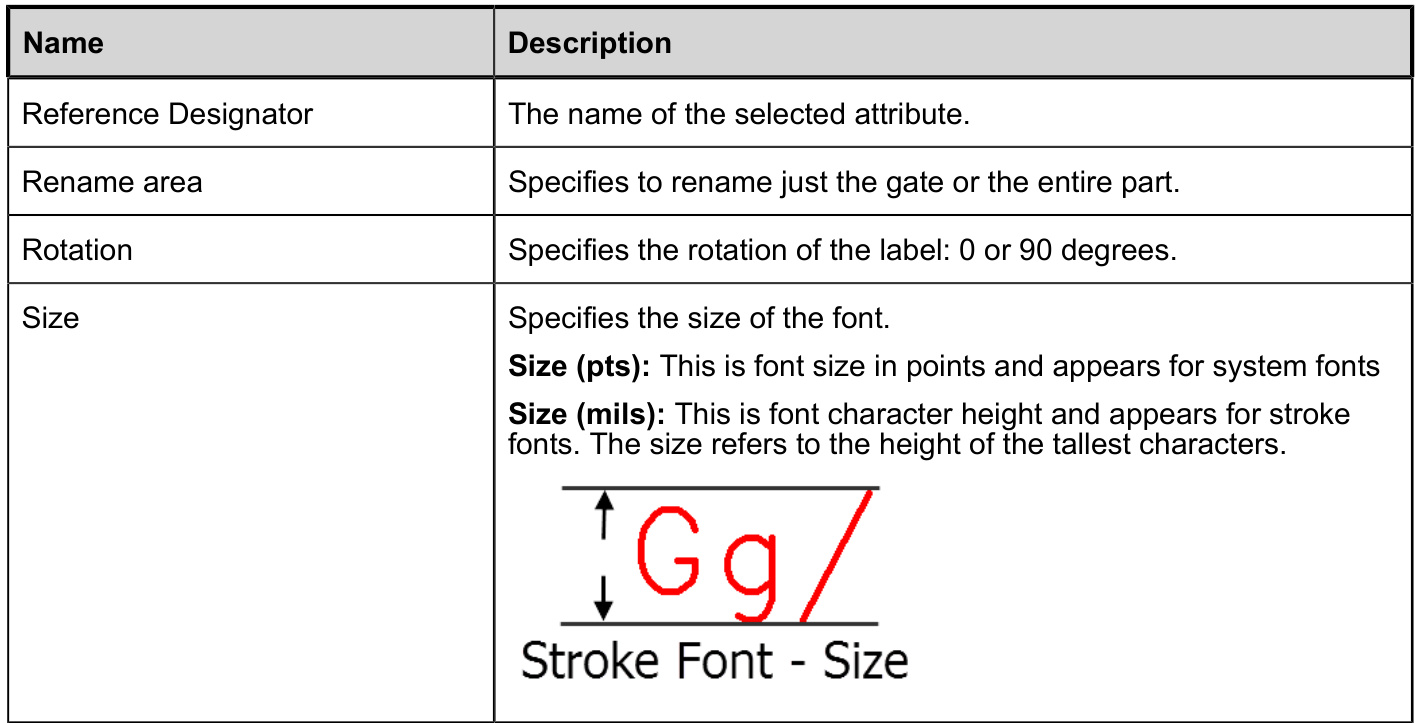 Name Description
Reference Designator The name of the selected attribute.
Rename area Specifies to rename just the gate or the entire part.
Rotation Specifies the rotation of the label: 0 or 90 degrees.
Size Specifies the size of the font.
Size (pts): This is font size in points and appears for system fonts
Size (mils): This is font character height and appears for stroke
fonts. The size refers to the height of the tallest characters.
Gg/
Stroke Font - Size